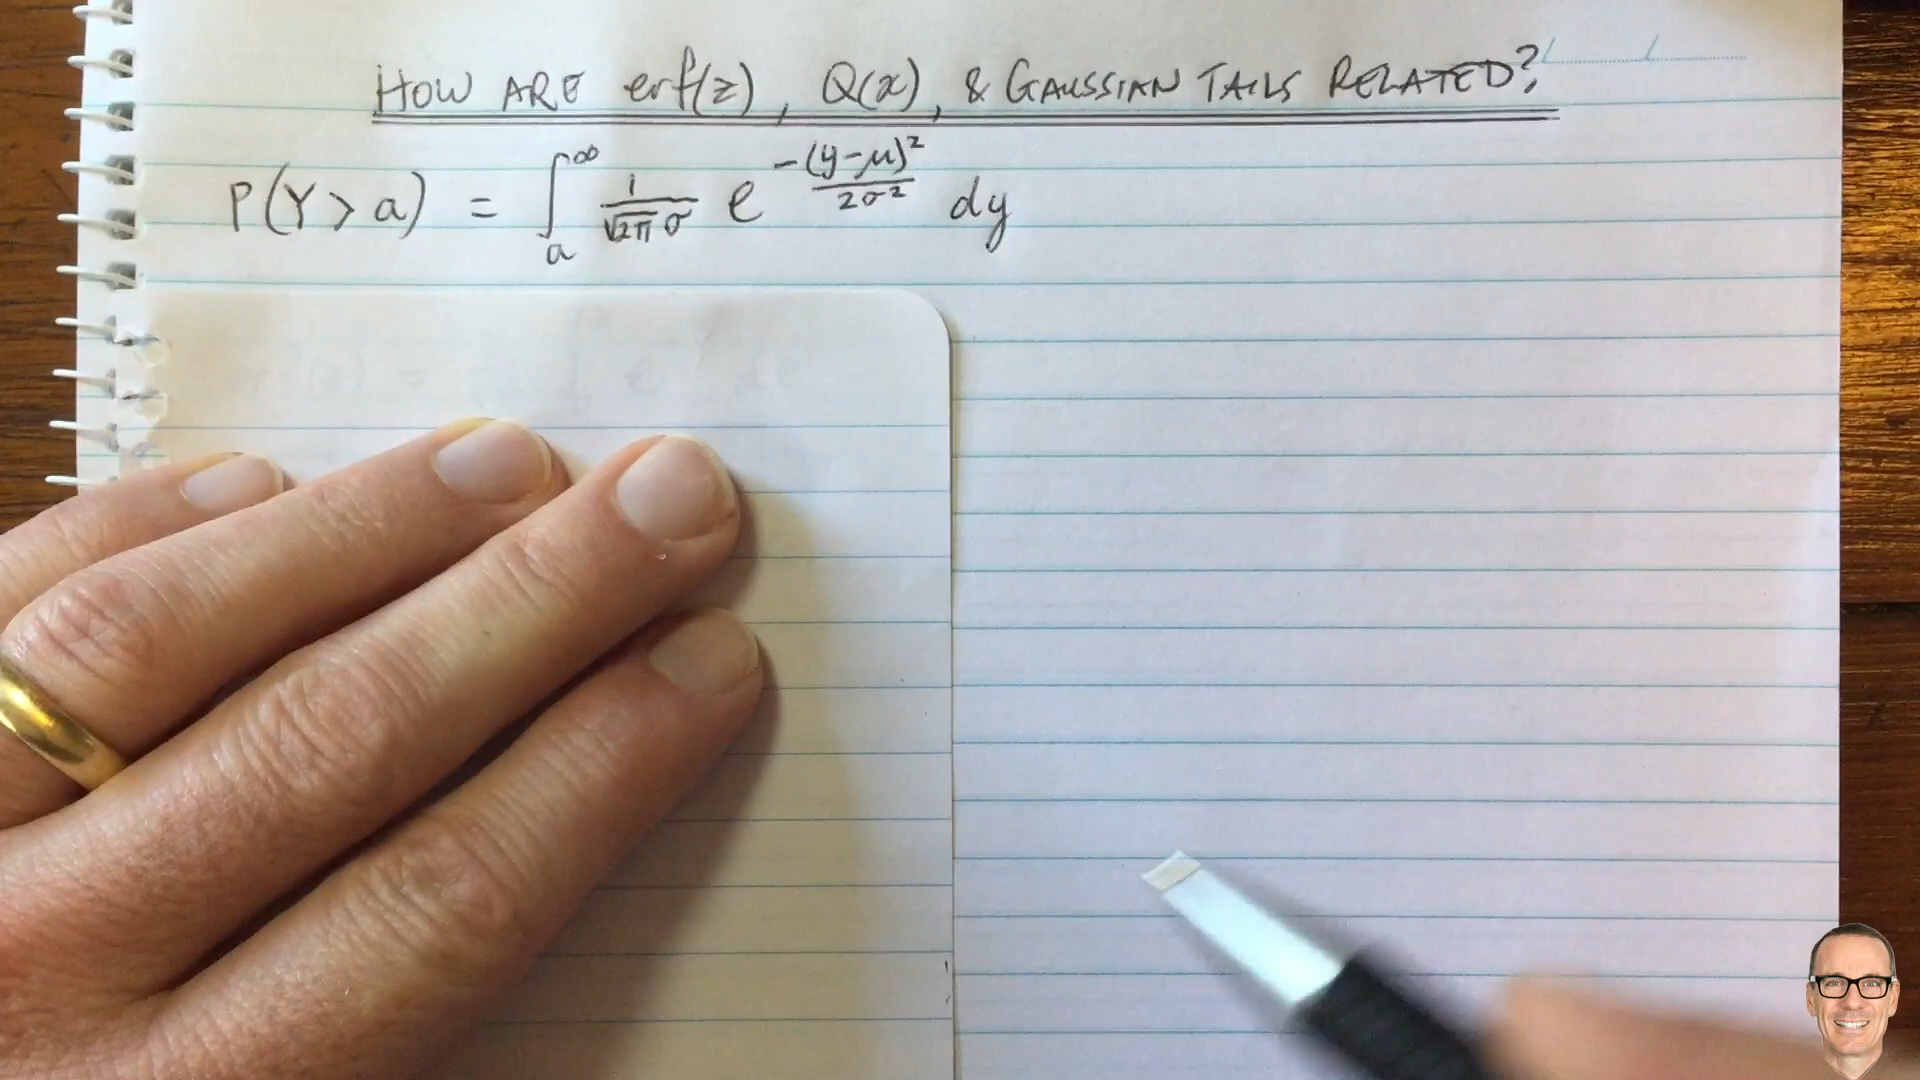 HOW ARE erf(z), Q(x), & GAUSSIAN TAILS RELATED?
P(Y > a) = ∫_a^∞ 1/(√2π σ) e^(-(y-μ)²/(2σ²)) dy